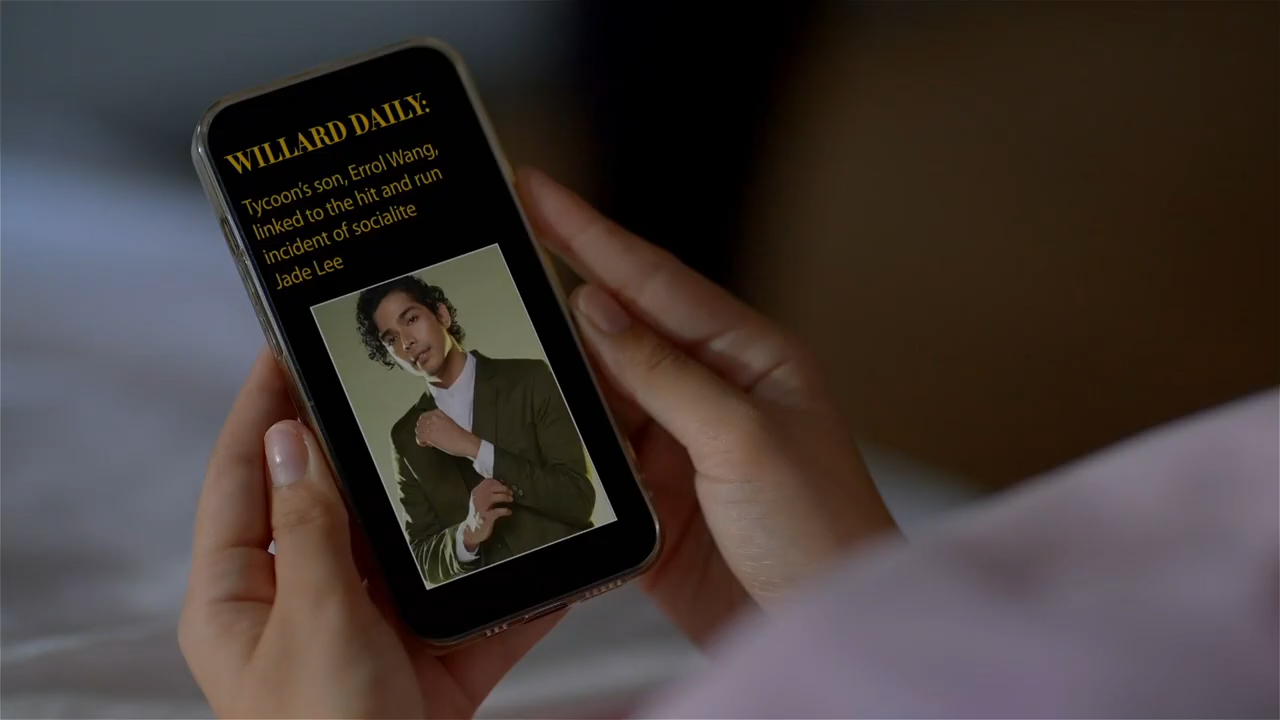 WILLARD DAILY:
Tycoon's son, Errol Wang,
linked to the hit and run
incident of socialite
Jade Lee